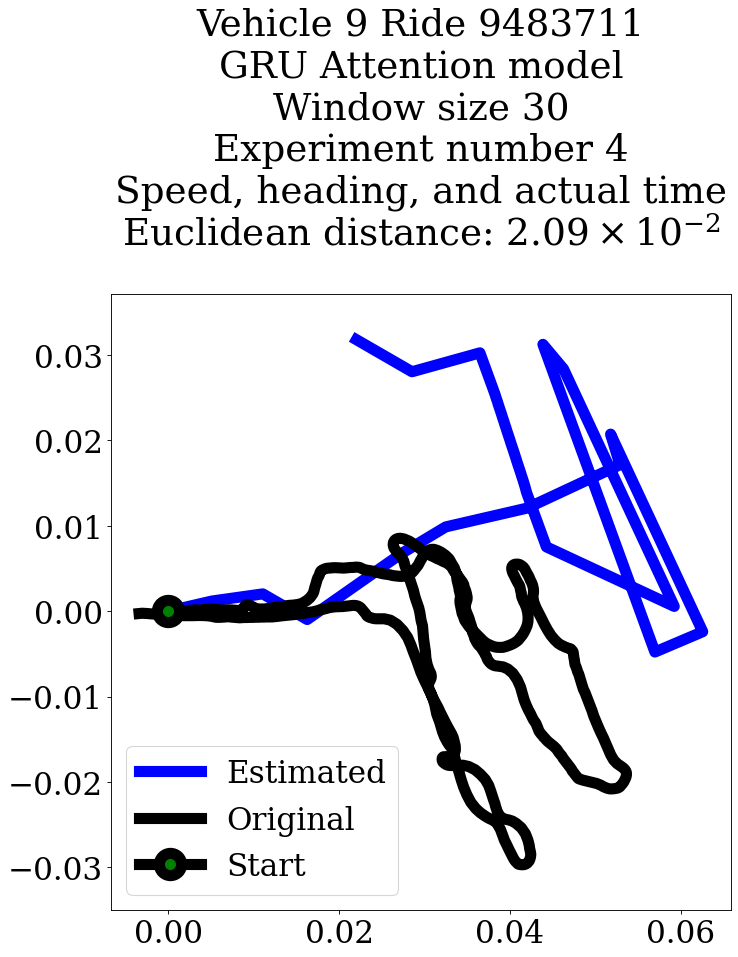 Vehicle 9 Ride 9483711
GRU Attention model
Window size 30
Experiment number 4
Speed, heading, and actual time
Euclidean distance: 2.09 × 10⁻²
0.03
0.02
0.01
0.00
−0.01
−0.02
−0.03
Estimated
Original
Start
0.00 0.02 0.04 0.06